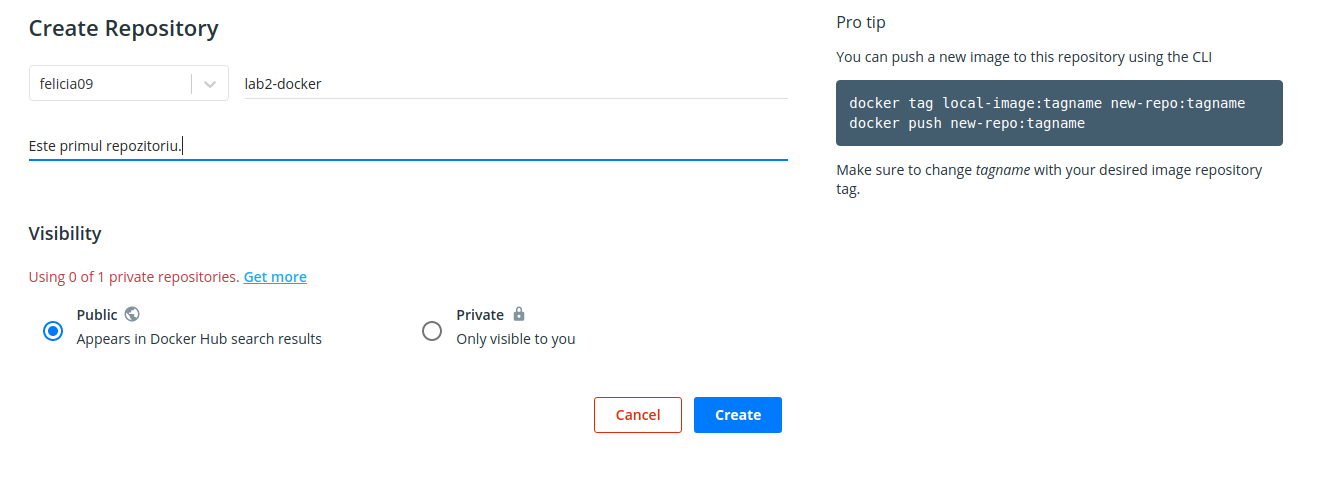 Create Repository
felicia09
lab2-docker
Este primul repozitoriu.
Visibility
Using 0 of 1 private repositories. Get more
Public
Appears in Docker Hub search results
Private
Only visible to you
Cancel
Create
Pro tip
You can push a new image to this repository using the CLI
docker tag local-image:tagname new-repo:tagname
docker push new-repo:tagname
Make sure to change tagname with your desired image repository
tag.